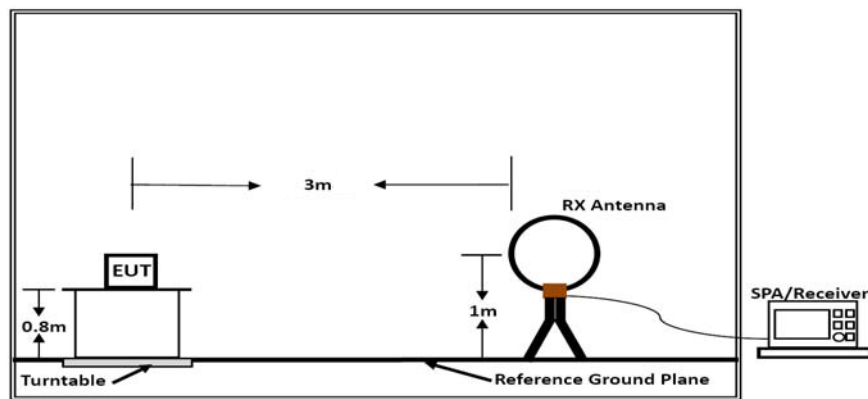 3m
RX Antenna
EUT
SPA/Receiver
0.8m
1m
Turntable
Reference Ground Plane